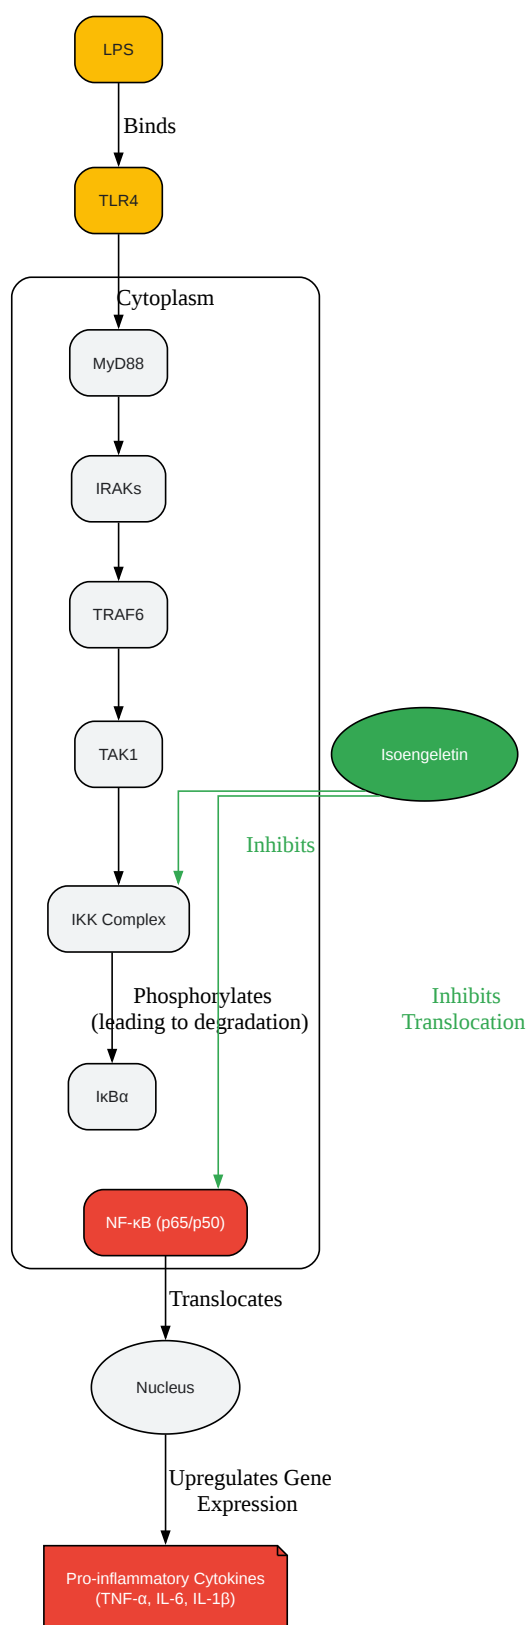 LPS
Binds
TLR4
Cytoplasm
MyD88
IRAKs
TRAF6
TAK1
Isoengeletin
Inhibits
IKK Complex
Phosphorylates
(leading to degradation)
Inhibits
Translocation
IκBα
NF-κB (p65/p50)
Translocates
Nucleus
Upregulates Gene
Expression
Pro-inflammatory Cytokines
(TNF-α, IL-6, IL-1β)